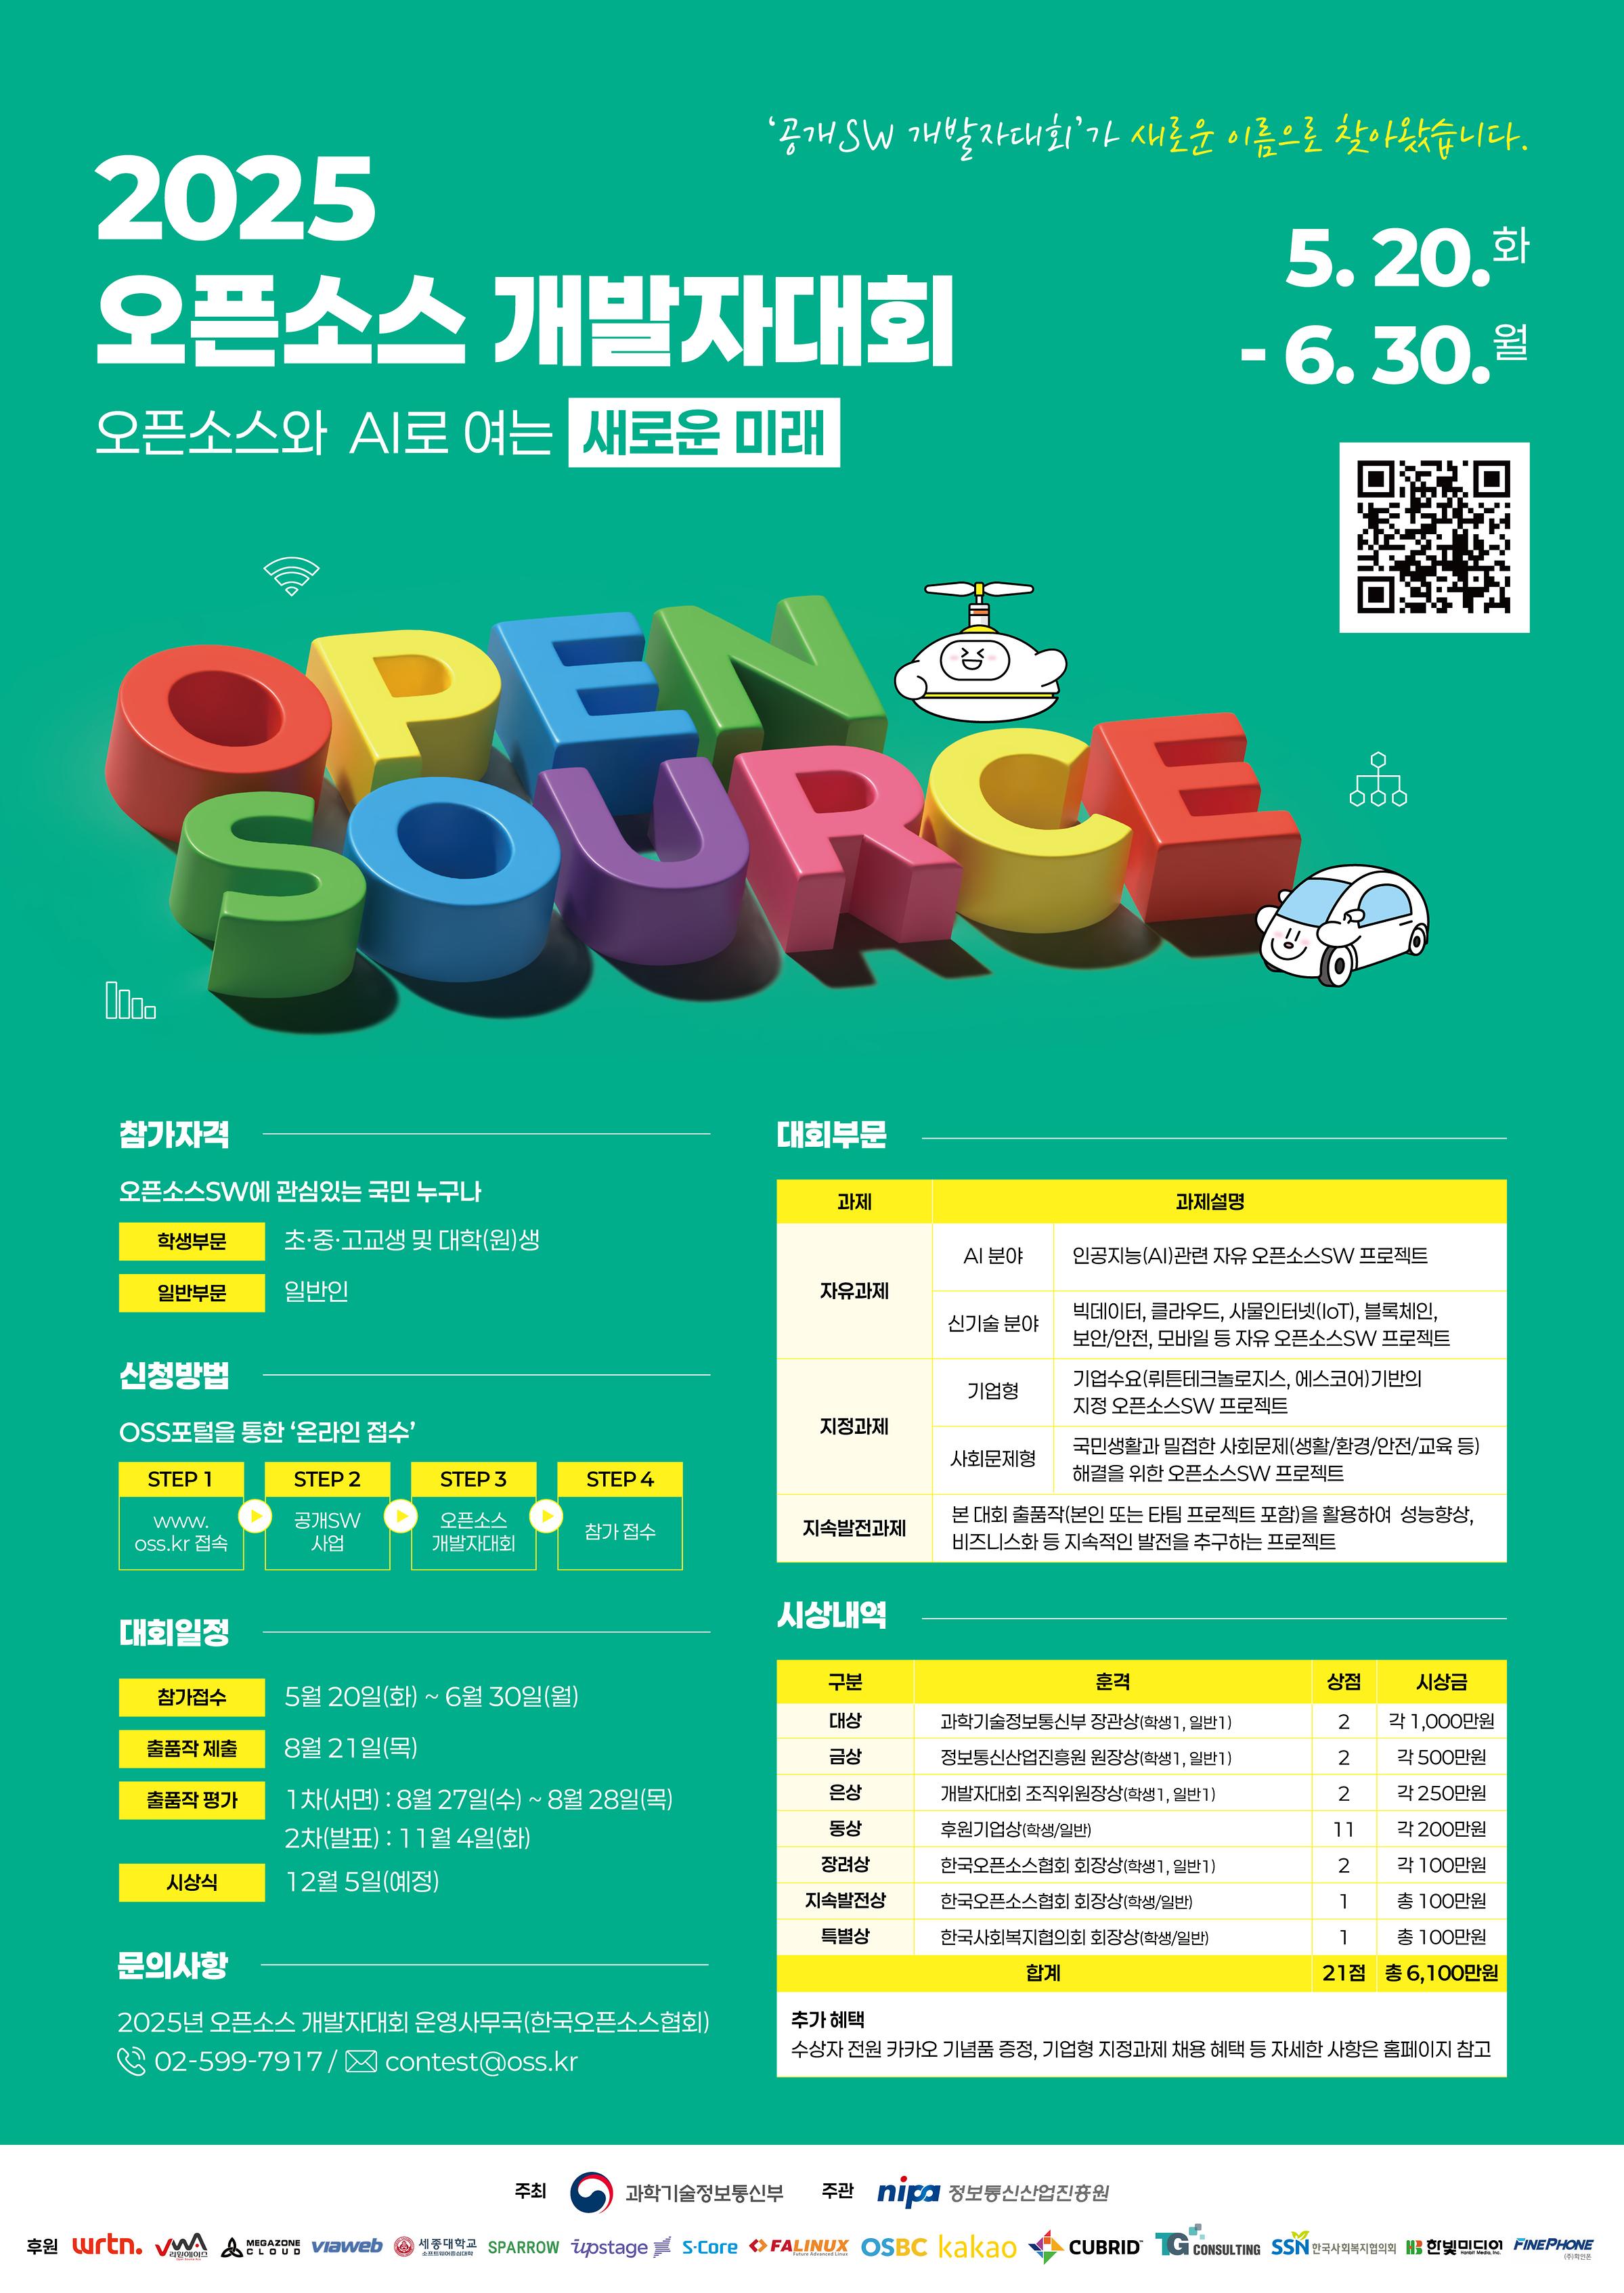 ‘공개SW 개발자대회’가 새로운 이름으로 찾아왔습니다.
2025
오픈소스 개발자대회
오픈소스와 AI로 여는 새로운 미래
5. 20.화
- 6. 30.월
OPEN
SOURCE
참가자격
오픈소스SW에 관심있는 국민 누구나
학생부문 초·중·고교생 및 대학(원)생
일반부문 일반인
신청방법
OSS포털을 통한 ‘온라인 접수’
STEP 1 STEP 2 STEP 3 STEP 4
www. 공개SW 오픈소스 참가 접수
oss.kr 접속 사업 개발자대회
대회일정
참가접수 5월 20일(화) ~ 6월 30일(월)
출품작 제출 8월 21일(목)
출품작 평가 1차(서면) : 8월 27일(수) ~ 8월 28일(목)
2차(발표) : 11월 4일(화)
시상식 12월 5일(예정)
문의사항
2025년 오픈소스 개발자대회 운영사무국(한국오픈소스협회)
02-599-7917 / contest@oss.kr
대회부문
과제 과제설명
자유과제
AI 분야 인공지능(AI)관련 자유 오픈소스SW 프로젝트
신기술 분야 빅데이터, 클라우드, 사물인터넷(IoT), 블록체인,
보안/안전, 모바일 등 자유 오픈소스SW 프로젝트
지정과제
기업형 기업수요(뤼튼테크놀로지스, 에스코어)기반의
지정 오픈소스SW 프로젝트
사회문제형 국민생활과 밀접한 사회문제(생활/환경/안전/교육 등)
해결을 위한 오픈소스SW 프로젝트
지속발전과제 본 대회 출품작(본인 또는 타팀 프로젝트 포함)을 활용하여 성능향상,
비즈니스화 등 지속적인 발전을 추구하는 프로젝트
시상내역
구분 훈격 상점 시상금
대상 과학기술정보통신부 장관상(학생1, 일반1) 2 각 1,000만원
금상 정보통신산업진흥원 원장상(학생1, 일반1) 2 각 500만원
은상 개발자대회 조직위원장상(학생1, 일반1) 2 각 250만원
동상 후원기업상(학생/일반) 11 각 200만원
장려상 한국오픈소스협회 회장상(학생1, 일반1) 2 각 100만원
지속발전상 한국오픈소스협회 회장상(학생/일반) 1 총 100만원
특별상 한국사회복지협의회 회장상(학생/일반) 1 총 100만원
합계 21점 총 6,100만원
추가 혜택
수상자 전원 카카오 기념품 증정, 기업형 지정과제 채용 혜택 등 자세한 사항은 홈페이지 참고
주최 과학기술정보통신부 주관 nipa 정보통신산업진흥원
후원 wrtn. 리원에이드 MEGAZONE CLOUD viaweb 세종대학교 소프트웨어중심대학 SPARROW upstage S-Core FALINUX Future Advanced Linux OSBC kakao CUBRID TG CONSULTING SSN 한국사회복지협의회 한빛미디어 Hanbit Media, Inc. FINEPHONE (주)화인폰